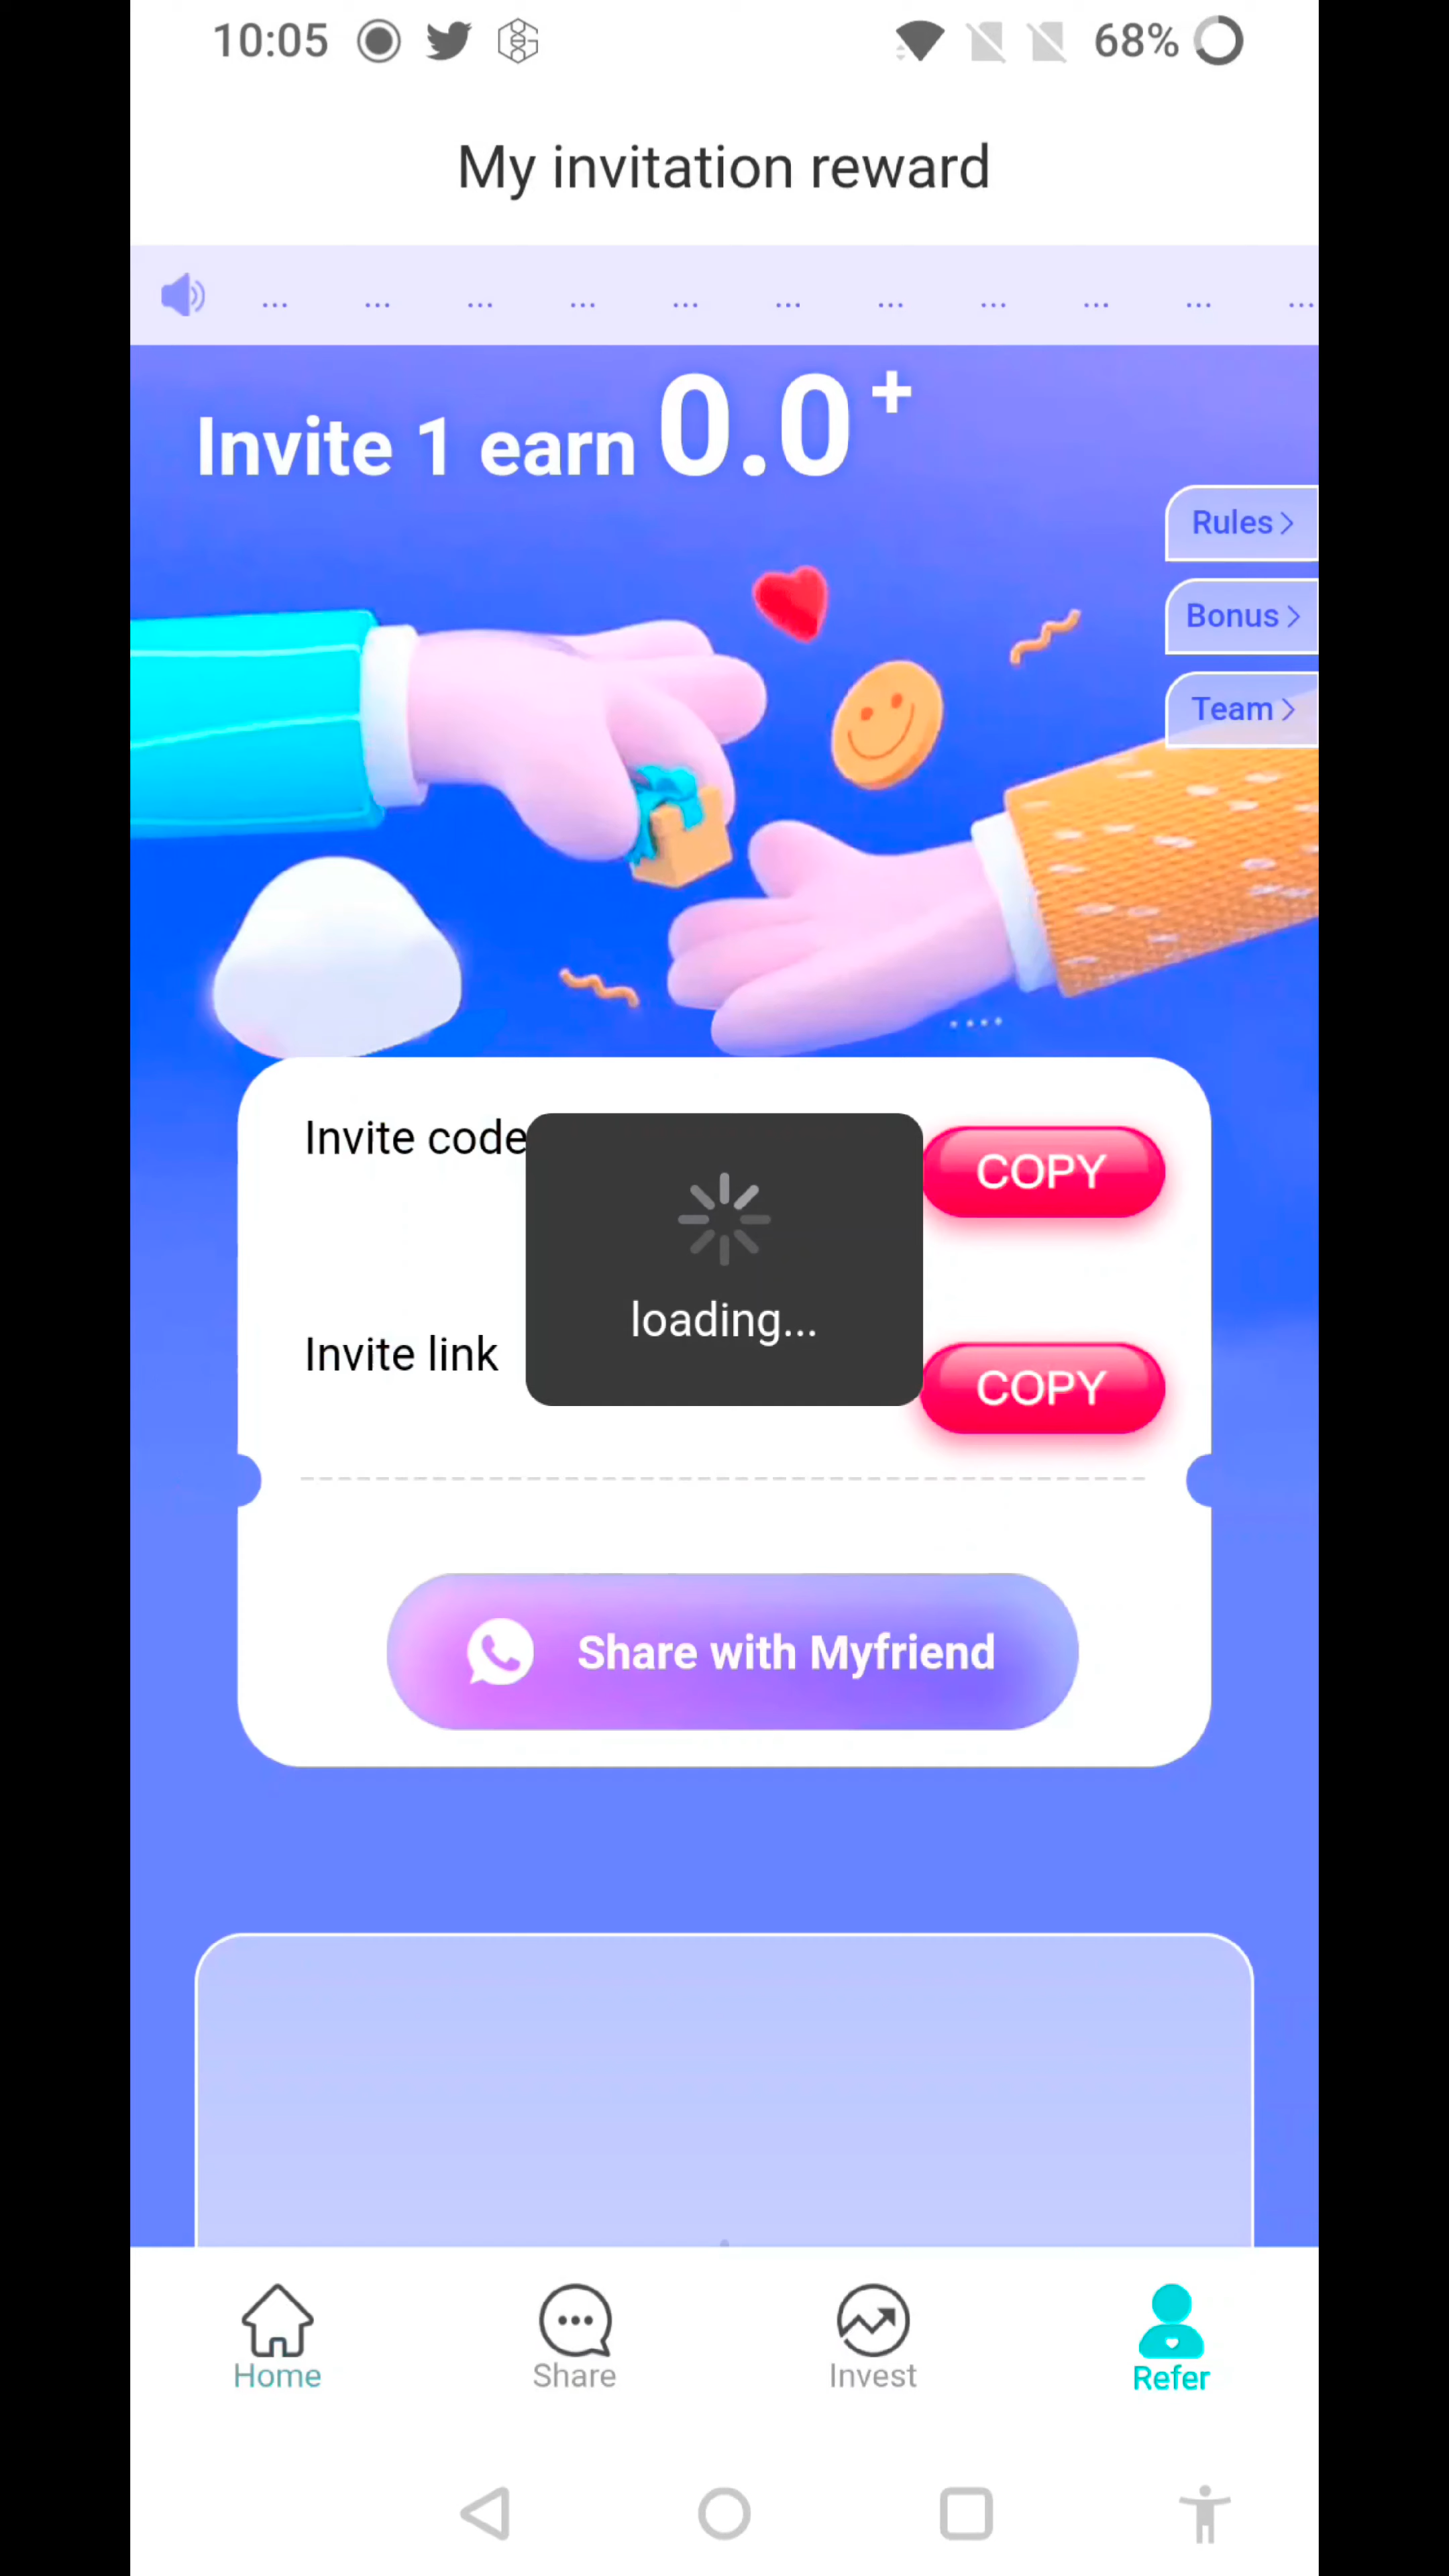 10:05
68%
My invitation reward
... ... ... ... ... ... ... ... ... ... ...
Invite 1 earn 0.0+
Rules
Bonus
Team
Invite code
COPY
loading...
Invite link
COPY
Share with Myfriend
Home
Share
Invest
Refer